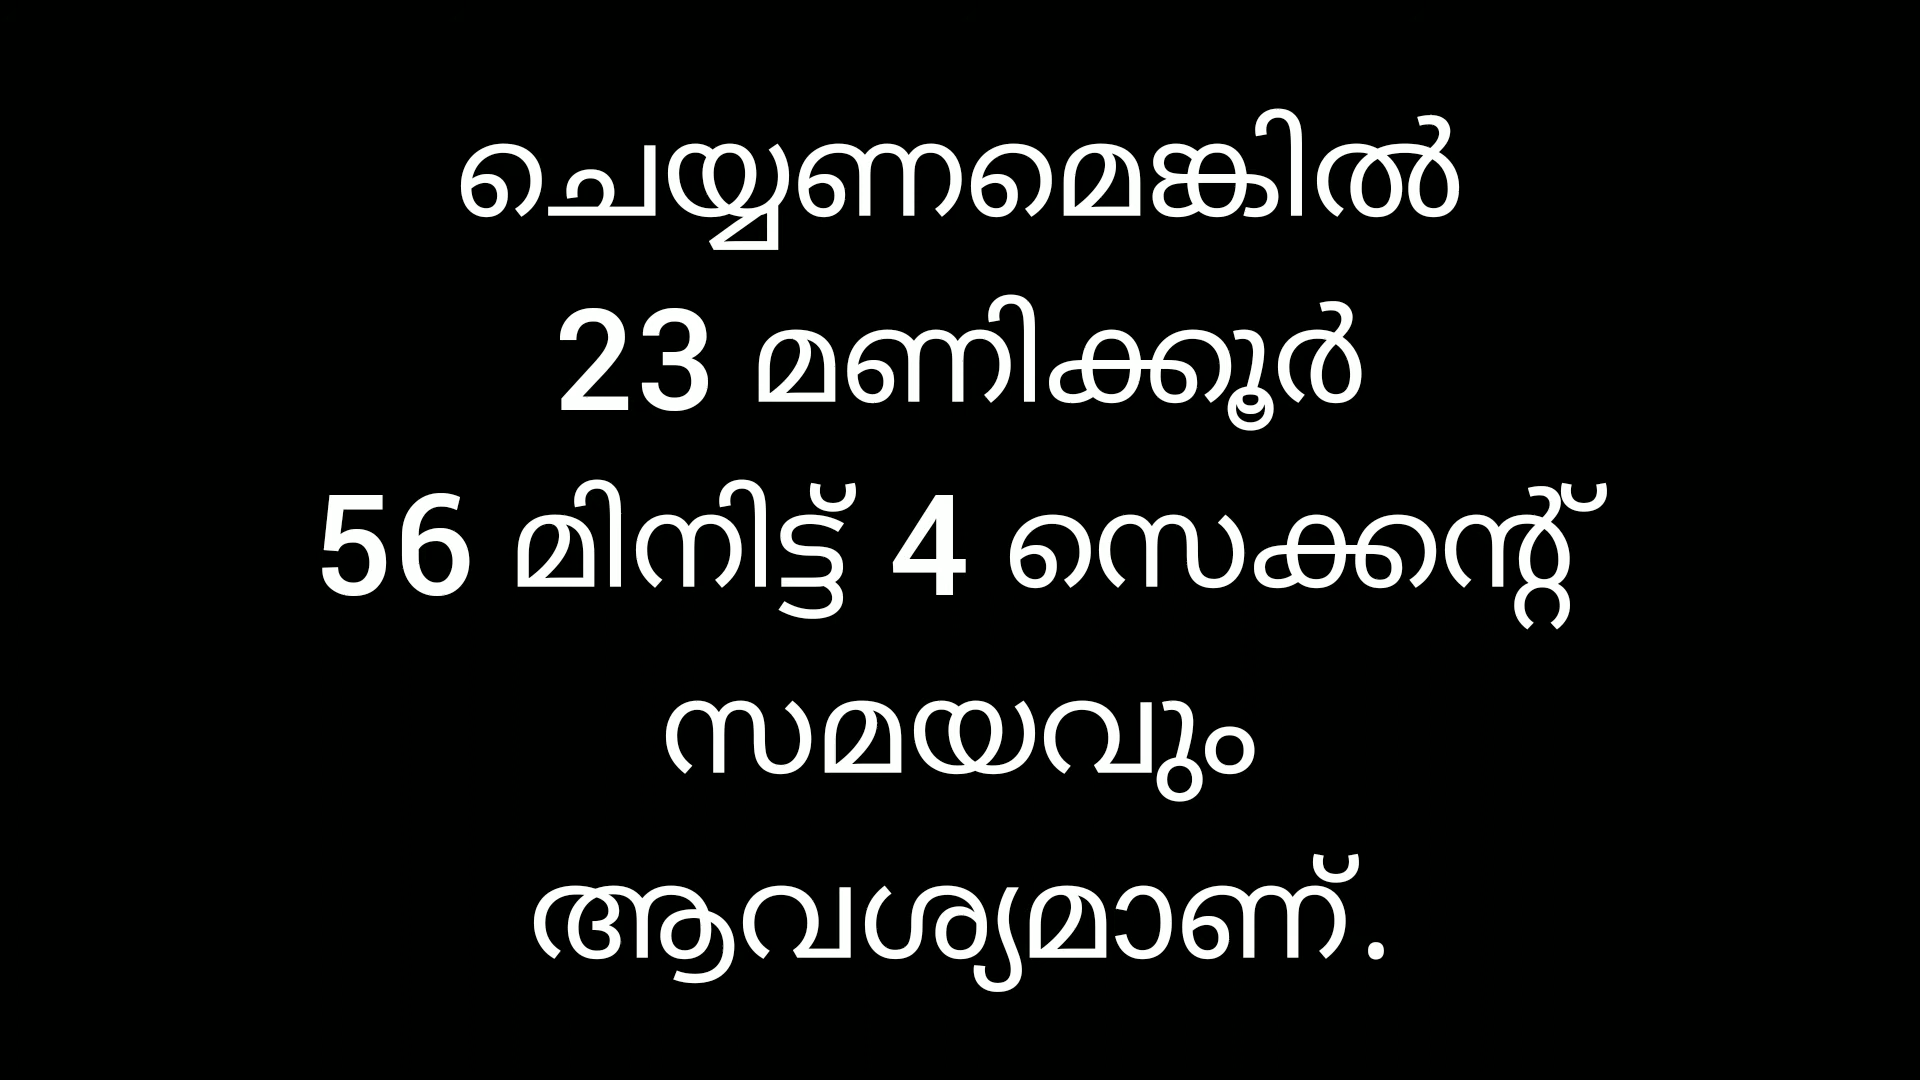 ചെയ്യണമെങ്കിൽ
23 മണിക്കൂർ
56 മിനിട്ട് 4 സെക്കന്റ്
സമയവും
ആവശ്യമാണ്.